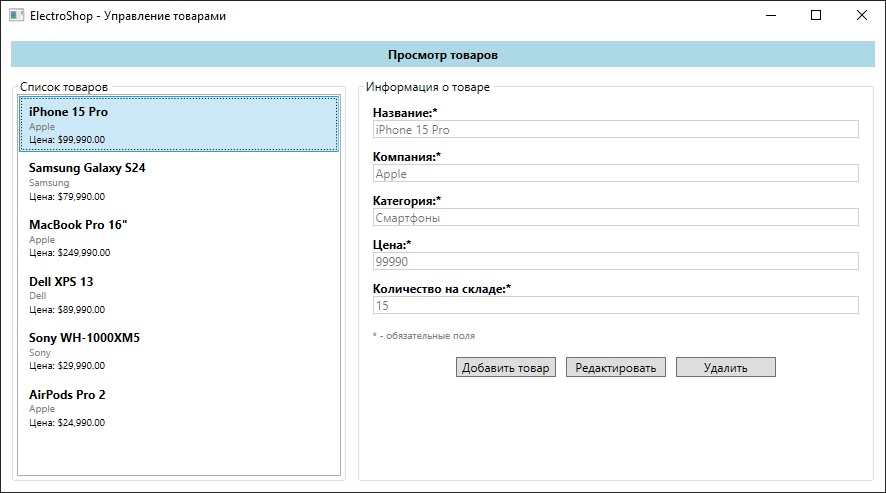 ElectroShop - Управление товарами
Просмотр товаров
Список товаров
iPhone 15 Pro
Apple
Цена: $99,990.00
Samsung Galaxy S24
Samsung
Цена: $79,990.00
MacBook Pro 16"
Apple
Цена: $249,990.00
Dell XPS 13
Dell
Цена: $89,990.00
Sony WH-1000XM5
Sony
Цена: $29,990.00
AirPods Pro 2
Apple
Цена: $24,990.00
Информация о товаре
Название:*
iPhone 15 Pro
Компания:*
Apple
Категория:*
Смартфоны
Цена:*
99990
Количество на складе:*
15
* - обязательные поля
Добавить товар Редактировать Удалить